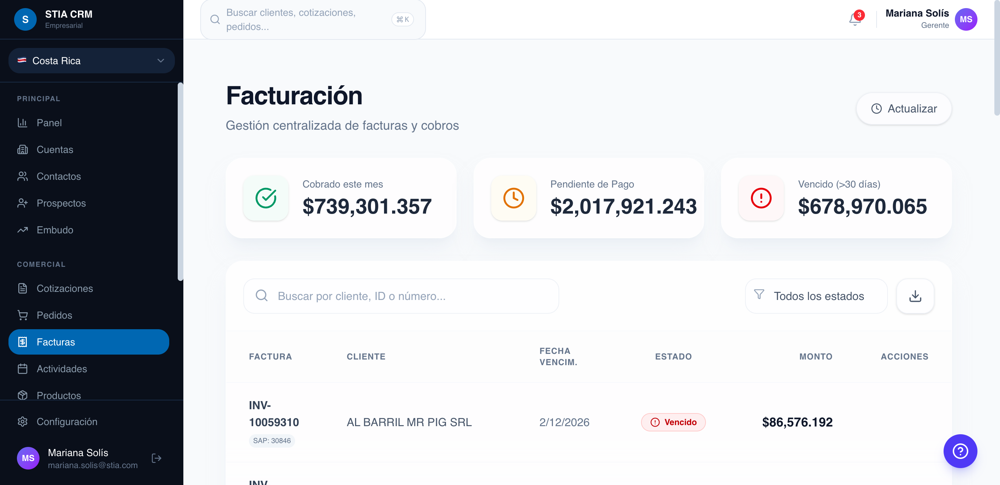 S
STIA CRM
Empresarial
Costa Rica
PRINCIPAL
Panel
Cuentas
Contactos
Prospectos
Embudo
COMERCIAL
Cotizaciones
Pedidos
Facturas
Actividades
Productos
Configuración
MS
Mariana Solís
mariana.solis@stia.com
Buscar clientes, cotizaciones,
pedidos...
⌘K
3
Mariana Solís
Gerente
MS
Facturación
Gestión centralizada de facturas y cobros
Actualizar
Cobrado este mes
$739,301.357
Pendiente de Pago
$2,017,921.243
Vencido (>30 días)
$678,970.065
Buscar por cliente, ID o número...
Todos los estados
FACTURA CLIENTE FECHA VENCIM. ESTADO MONTO ACCIONES
INV-
10059310 AL BARRIL MR PIG SRL 2/12/2026 Vencido $86,576.192
SAP: 30846
INV-